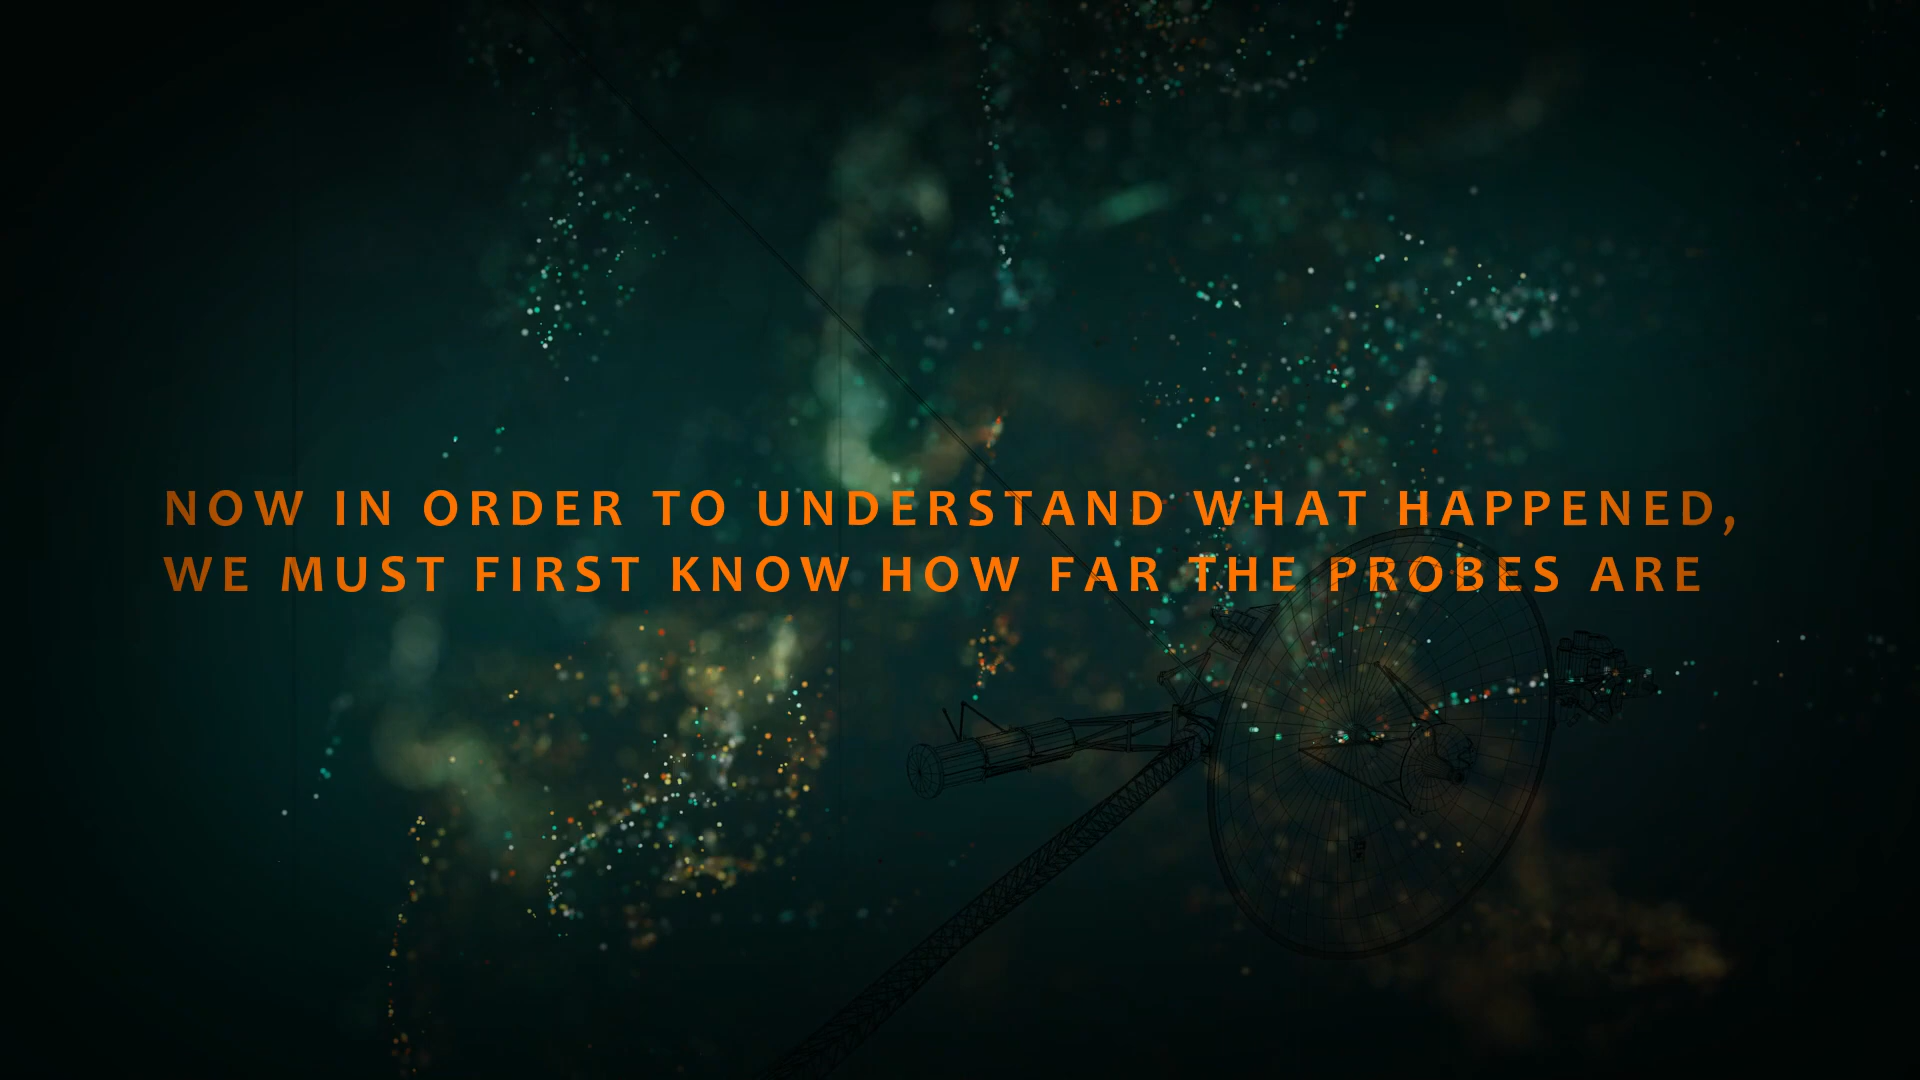 NOW IN ORDER TO UNDERSTAND WHAT HAPPENED,
WE MUST FIRST KNOW HOW FAR THE PROBES ARE